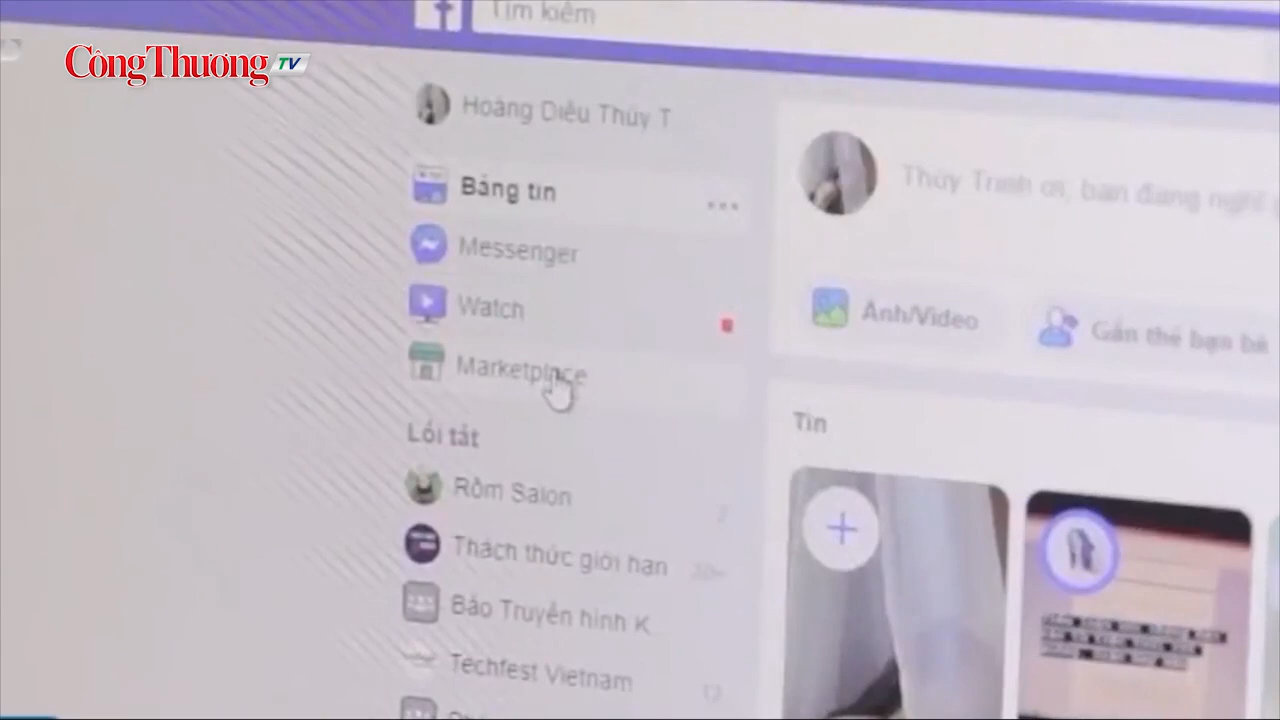 Tìm kiếm
CôngThương TV
Hoàng Diêu Thúy T
Bảng tin
Thúy Trinh ơi, bạn đang nghĩ
Messenger
Watch
Ảnh/Video
Gắn thẻ bạn bè
Marketplace
Tin
Lối tắt
Rôm Salon
Thách thức giới hạn
Báo Truyền hình K
Techfest Vietnam